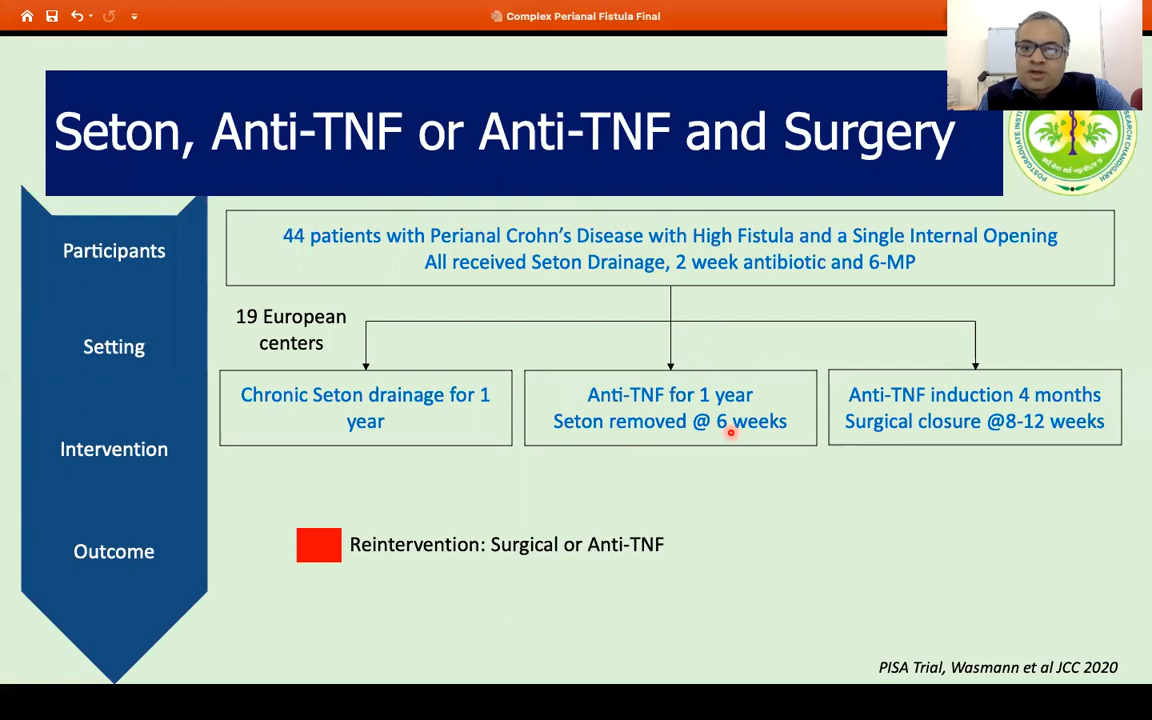 Complex Perianal Fistula Final
Seton, Anti-TNF or Anti-TNF and Surgery
POSTGRADUATE INSTI
RESEARCH CHANDIGARH
Participants
44 patients with Perianal Crohn's Disease with High Fistula and a Single Internal Opening
All received Seton Drainage, 2 week antibiotic and 6-MP
19 European
centers
Setting
Chronic Seton drainage for 1
year
Anti-TNF for 1 year
Seton removed @ 6 weeks
Anti-TNF induction 4 months
Surgical closure @8-12 weeks
Intervention
Outcome
Reintervention: Surgical or Anti-TNF
PISA Trial, Wasmann et al JCC 2020